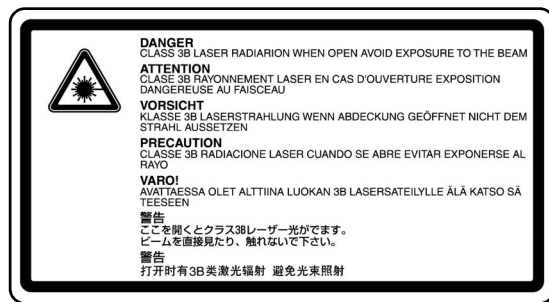 DANGER
CLASS 3B LASER RADIARION WHEN OPEN AVOID EXPOSURE TO THE BEAM
ATTENTION
CLASE 3B RAYONNEMENT LASER EN CAS D'OUVERTURE EXPOSITION
DANGEREUSE AU FAISCEAU
VORSICHT
KLASSE 3B LASERSTRAHLUNG WENN ABDECKUNG GEÖFFNET NICHT DEM
STRAHL AUSSETZEN
PRECAUTION
CLASSE 3B RADIACIONE LASER CUANDO SE ABRE EVITAR EXPONERSE AL
RAYO
VARO!
AVATTAESSA OLET ALTTIINA LUOKAN 3B LASERSATEILYLLE ÄLÄ KATSO SÄ
TEESEEN
警告
ここを開くとクラス3Bレーザー光がでます。
ビームを直接見たり、触れないで下さい。
警告
打开时有3B类激光辐射 避免光束照射